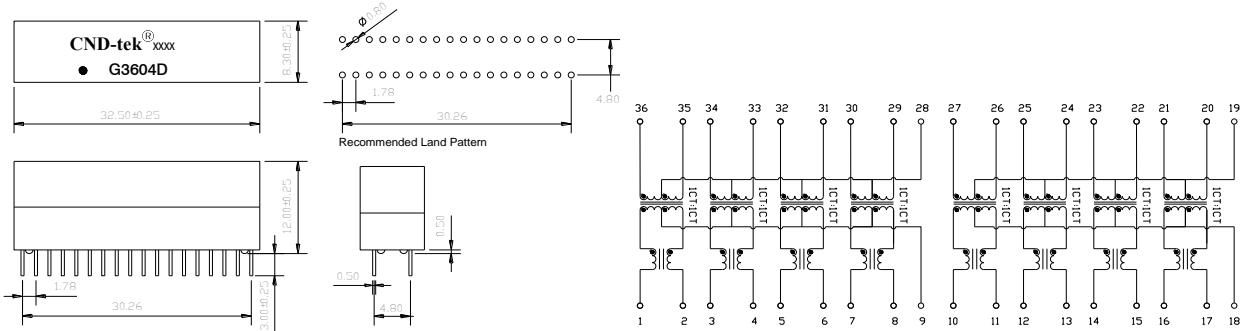 CND-tek® xxxx
G3604D
8.30±0.25
32.50±0.25
Ø0.80
1.78
30.26
4.80
Recommended Land Pattern
12.00±0.25
3.00±0.25
1.78
30.26
0.50
0.50
4.80
36 35 34 33 32 31 30 29 28 27 26 25 24 23 22 21 20 19
1CT:1CT 1CT:1CT 1CT:1CT 1CT:1CT 1CT:1CT 1CT:1CT 1CT:1CT 1CT:1CT
1 2 3 4 5 6 7 8 9 10 11 12 13 14 15 16 17 18